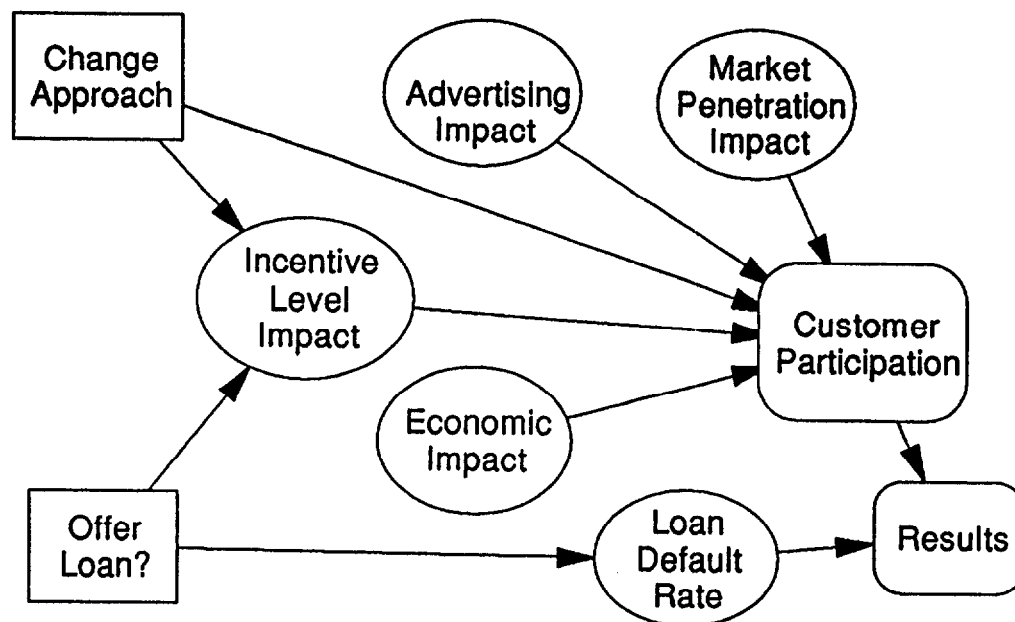 Change
Approach
Advertising
Impact
Market
Penetration
Impact
Incentive
Level
Impact
Customer
Participation
Economic
Impact
Offer
Loan?
Loan
Default
Rate
Results